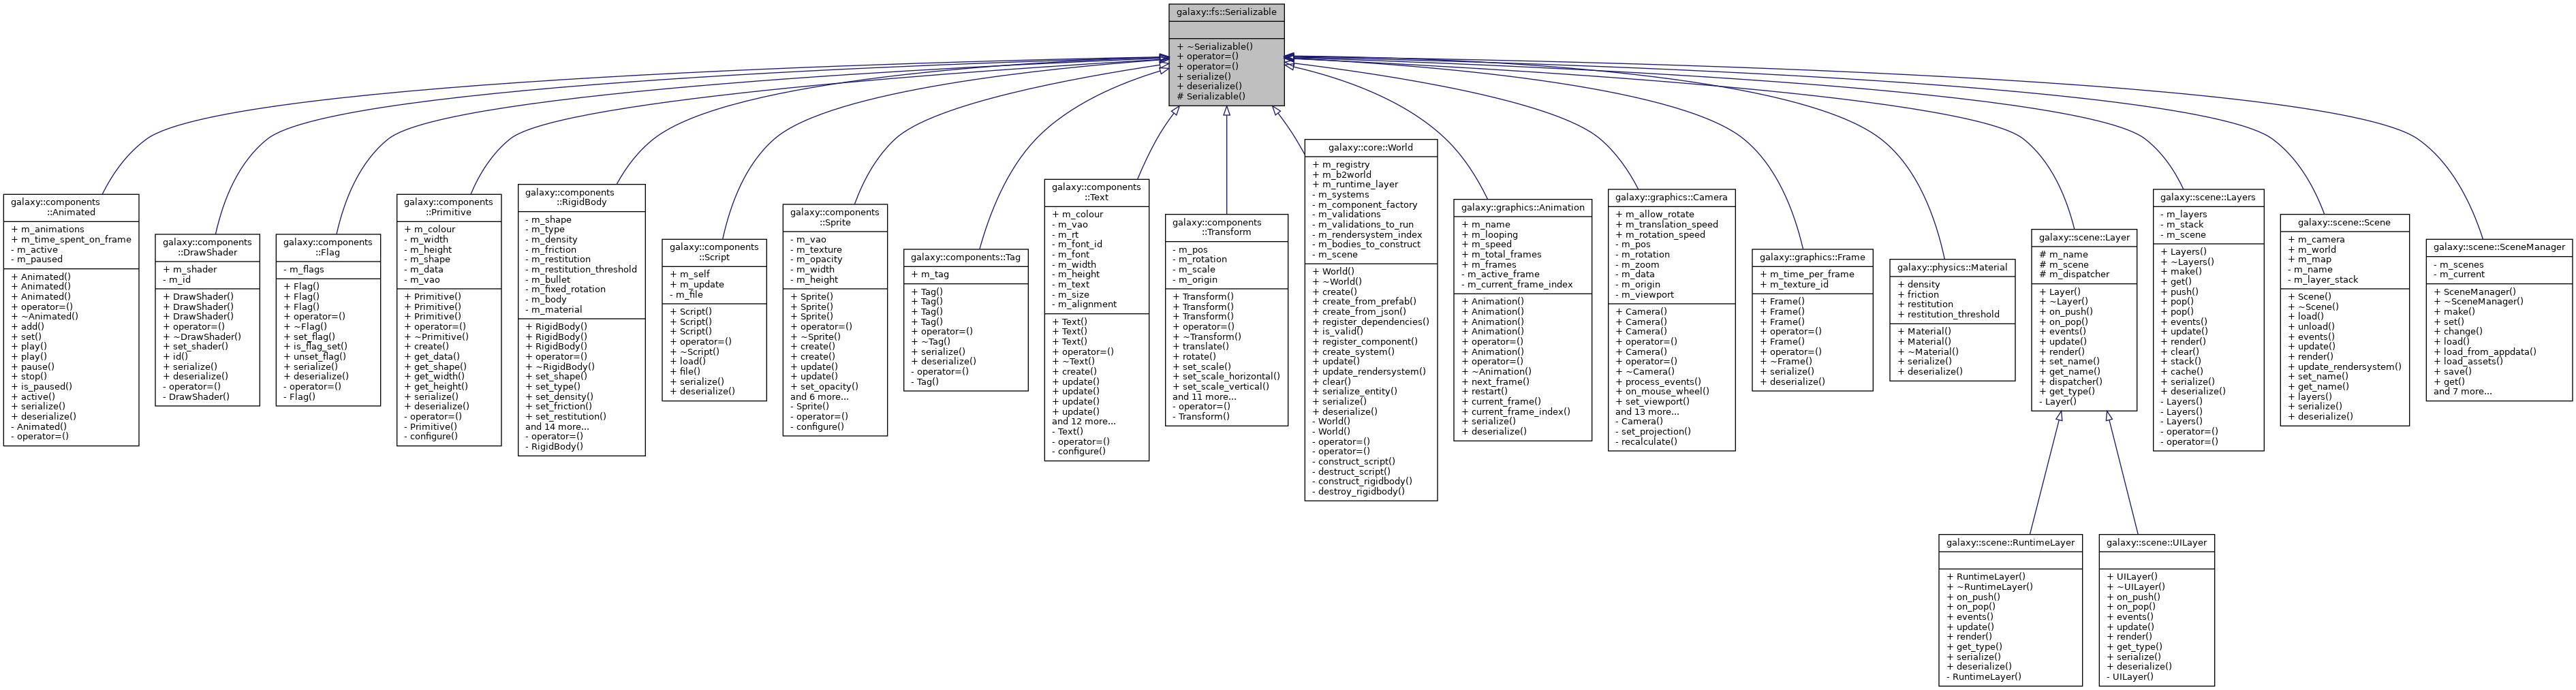 galaxy::fs::Serializable
+ ~Serializable()
+ operator=()
+ operator=()
+ serialize()
+ deserialize()
# Serializable()
galaxy::components
::Animated
+ m_animations
+ m_time_spent_on_frame
- m_active
- m_paused
+ Animated()
+ Animated()
+ Animated()
+ operator=()
+ ~Animated()
+ add()
+ set()
+ play()
+ play()
+ pause()
+ stop()
+ is_paused()
+ active()
+ serialize()
+ deserialize()
- Animated()
- operator=()
galaxy::components
::DrawShader
+ m_shader
- m_id
+ DrawShader()
+ DrawShader()
+ DrawShader()
+ operator=()
+ ~DrawShader()
+ set_shader()
+ id()
+ serialize()
+ deserialize()
- operator=()
- DrawShader()
galaxy::components
::Flag
- m_flags
+ Flag()
+ Flag()
+ Flag()
+ operator=()
+ ~Flag()
+ set_flag()
+ is_flag_set()
+ unset_flag()
+ serialize()
+ deserialize()
- operator=()
- Flag()
galaxy::components
::Primitive
+ m_colour
- m_width
- m_height
- m_shape
- m_data
- m_vao
+ Primitive()
+ Primitive()
+ Primitive()
+ operator=()
+ ~Primitive()
+ create()
+ get_data()
+ get_shape()
+ get_width()
+ get_height()
+ serialize()
+ deserialize()
- operator=()
- Primitive()
- configure()
galaxy::components
::RigidBody
- m_shape
- m_type
- m_density
- m_friction
- m_restitution
- m_restitution_threshold
- m_bullet
- m_fixed_rotation
- m_body
- m_material
+ RigidBody()
+ RigidBody()
+ RigidBody()
+ operator=()
+ ~RigidBody()
+ set_shape()
+ set_type()
+ set_density()
+ set_friction()
+ set_restitution()
and 14 more...
- operator=()
- RigidBody()
galaxy::components
::Script
+ m_self
+ m_update
- m_file
+ Script()
+ Script()
+ Script()
+ operator=()
+ ~Script()
+ load()
+ file()
+ serialize()
+ deserialize()
galaxy::components
::Sprite
- m_vao
- m_texture
- m_opacity
- m_width
- m_height
+ Sprite()
+ Sprite()
+ Sprite()
+ operator=()
+ ~Sprite()
+ create()
+ create()
+ update()
+ update()
+ set_opacity()
and 6 more...
- Sprite()
- operator=()
- configure()
galaxy::components::Tag
+ m_tag
+ Tag()
+ Tag()
+ Tag()
+ Tag()
+ operator=()
+ ~Tag()
+ serialize()
+ deserialize()
- operator=()
- Tag()
galaxy::components
::Text
+ m_colour
- m_vao
- m_rt
- m_font_id
- m_font
- m_width
- m_height
- m_text
- m_size
- m_alignment
+ Text()
+ Text()
+ Text()
+ operator=()
+ ~Text()
+ create()
+ update()
+ update()
+ update()
+ update()
and 12 more...
- Text()
- operator=()
- configure()
galaxy::components
::Transform
- m_pos
- m_rotation
- m_scale
- m_origin
+ Transform()
+ Transform()
+ Transform()
+ operator=()
+ ~Transform()
+ translate()
+ rotate()
+ set_scale()
+ set_scale_horizontal()
+ set_scale_vertical()
and 11 more...
- operator=()
- Transform()
galaxy::core::World
+ m_registry
+ m_b2world
+ m_runtime_layer
- m_systems
- m_component_factory
- m_validations
- m_validations_to_run
- m_rendersystem_index
- m_bodies_to_construct
- m_scene
+ World()
+ ~World()
+ create()
+ create_from_prefab()
+ create_from_json()
+ register_dependencies()
+ is_valid()
+ register_component()
+ create_system()
+ update()
+ update_rendersystem()
+ clear()
+ serialize_entity()
+ serialize()
+ deserialize()
- World()
- World()
- operator=()
- operator=()
- construct_script()
- destruct_script()
- construct_rigidbody()
- destroy_rigidbody()
galaxy::graphics::Animation
+ m_name
+ m_looping
+ m_speed
+ m_total_frames
+ m_frames
- m_active_frame
- m_current_frame_index
+ Animation()
+ Animation()
+ Animation()
+ Animation()
+ operator=()
+ Animation()
+ operator=()
+ ~Animation()
+ next_frame()
+ restart()
+ current_frame()
+ current_frame_index()
+ serialize()
+ deserialize()
galaxy::graphics::Camera
+ m_allow_rotate
+ m_translation_speed
+ m_rotation_speed
- m_pos
- m_rotation
- m_zoom
- m_data
- m_origin
- m_viewport
+ Camera()
+ Camera()
+ Camera()
+ operator=()
+ Camera()
+ operator=()
+ ~Camera()
+ process_events()
+ on_mouse_wheel()
+ set_viewport()
and 13 more...
- Camera()
- set_projection()
- recalculate()
galaxy::graphics::Frame
+ m_time_per_frame
+ m_texture_id
+ Frame()
+ Frame()
+ Frame()
+ operator=()
+ Frame()
+ operator=()
+ ~Frame()
+ serialize()
+ deserialize()
galaxy::physics::Material
+ density
+ friction
+ restitution
+ restitution_threshold
+ Material()
+ Material()
+ ~Material()
+ serialize()
+ deserialize()
galaxy::scene::Layer
# m_name
# m_scene
# m_dispatcher
+ Layer()
+ ~Layer()
+ on_push()
+ on_pop()
+ events()
+ update()
+ render()
+ set_name()
+ get_name()
+ dispatcher()
+ get_type()
- Layer()
galaxy::scene::Layers
- m_layers
- m_stack
- m_scene
+ Layers()
+ ~Layers()
+ make()
+ get()
+ push()
+ pop()
+ pop()
+ events()
+ update()
+ render()
+ clear()
+ stack()
+ cache()
+ serialize()
+ deserialize()
- Layers()
- Layers()
- Layers()
- operator=()
- operator=()
galaxy::scene::Scene
+ m_camera
+ m_world
+ m_map
- m_name
- m_layer_stack
+ Scene()
+ ~Scene()
+ load()
+ unload()
+ events()
+ update()
+ render()
+ update_rendersystem()
+ set_name()
+ get_name()
+ layers()
+ serialize()
+ deserialize()
galaxy::scene::SceneManager
- m_scenes
- m_current
+ SceneManager()
+ ~SceneManager()
+ make()
+ set()
+ change()
+ load()
+ load_from_appdata()
+ load_assets()
+ save()
+ get()
and 7 more...
galaxy::scene::RuntimeLayer
+ RuntimeLayer()
+ ~RuntimeLayer()
+ on_push()
+ on_pop()
+ events()
+ update()
+ render()
+ get_type()
+ serialize()
+ deserialize()
- RuntimeLayer()
galaxy::scene::UILayer
+ UILayer()
+ ~UILayer()
+ on_push()
+ on_pop()
+ events()
+ update()
+ render()
+ get_type()
+ serialize()
+ deserialize()
- UILayer()